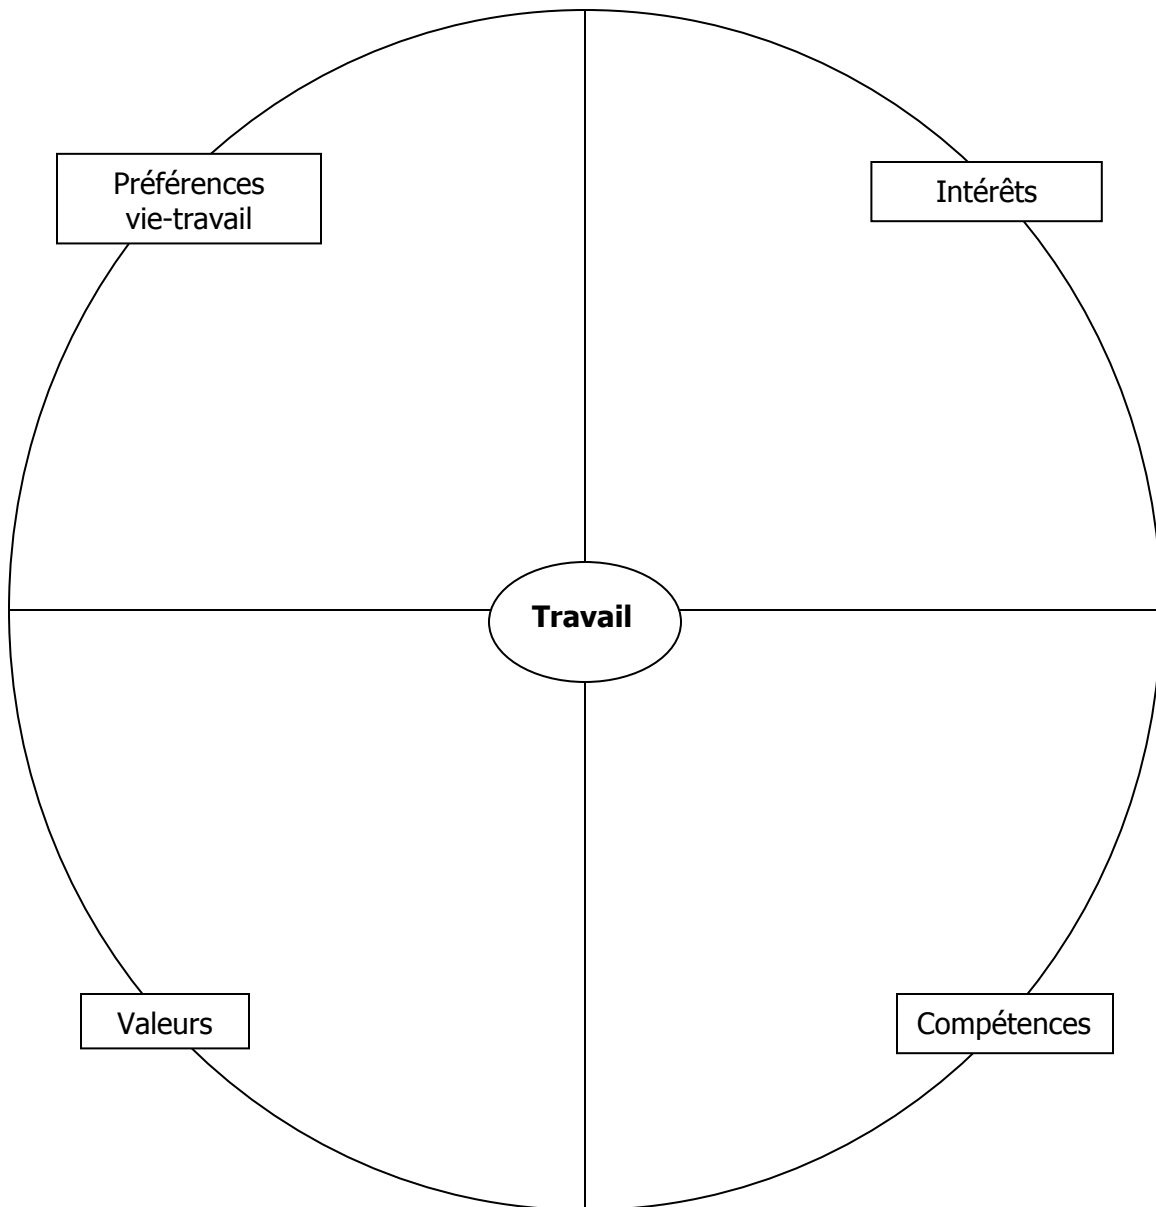 Préférences
vie-travail
Intérêts
Travail
Valeurs
Compétences